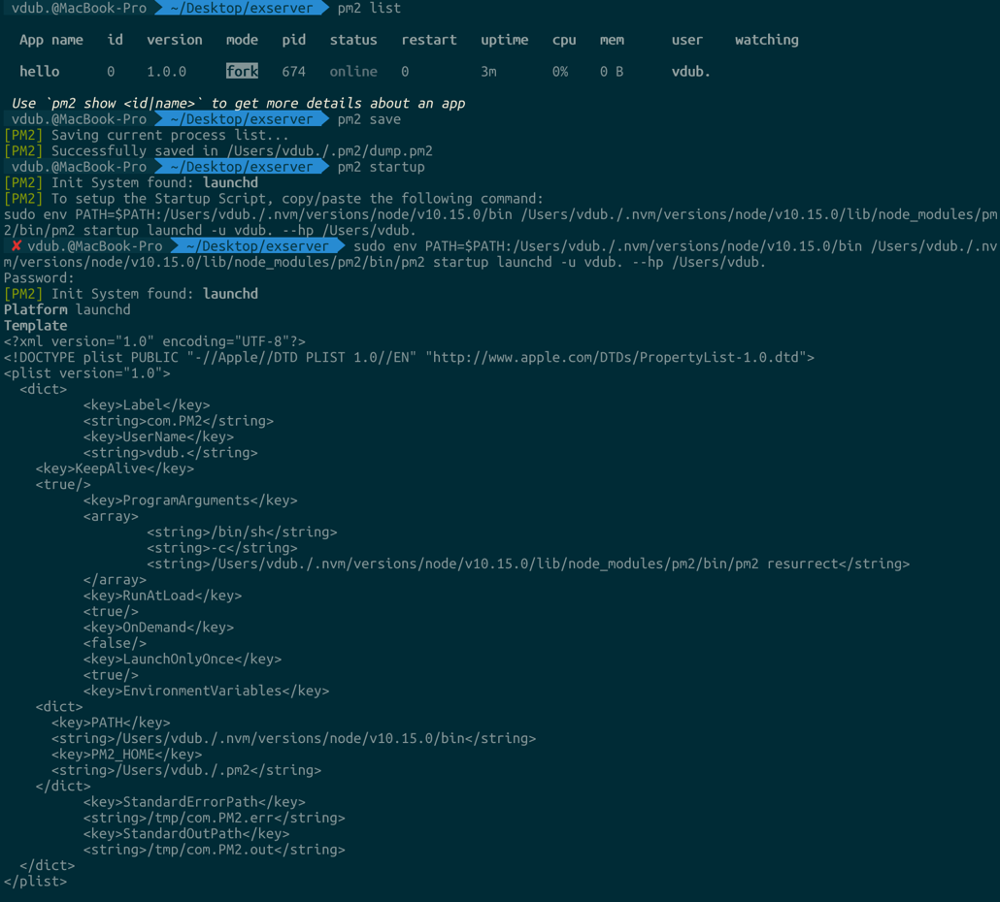 vdub.@MacBook-Pro ~/Desktop/exserver pm2 list
App name id version mode pid status restart uptime cpu mem user watching
hello 0 1.0.0 fork 674 online 0 3m 0% 0 B vdub.
Use `pm2 show <id|name>` to get more details about an app
vdub.@MacBook-Pro ~/Desktop/exserver pm2 save
[PM2] Saving current process list...
[PM2] Successfully saved in /Users/vdub./.pm2/dump.pm2
vdub.@MacBook-Pro ~/Desktop/exserver pm2 startup
[PM2] Init System found: launchd
[PM2] To setup the Startup Script, copy/paste the following command:
sudo env PATH=$PATH:/Users/vdub./.nvm/versions/node/v10.15.0/bin /Users/vdub./.nvm/versions/node/v10.15.0/lib/node_modules/pm
2/bin/pm2 startup launchd -u vdub. --hp /Users/vdub.
✘ vdub.@MacBook-Pro ~/Desktop/exserver sudo env PATH=$PATH:/Users/vdub./.nvm/versions/node/v10.15.0/bin /Users/vdub./.nv
m/versions/node/v10.15.0/lib/node_modules/pm2/bin/pm2 startup launchd -u vdub. --hp /Users/vdub.
Password:
[PM2] Init System found: launchd
Platform launchd
Template
<?xml version="1.0" encoding="UTF-8"?>
<!DOCTYPE plist PUBLIC "-//Apple//DTD PLIST 1.0//EN" "http://www.apple.com/DTDs/PropertyList-1.0.dtd">
<plist version="1.0">
<dict>
<key>Label</key>
<string>com.PM2</string>
<key>UserName</key>
<string>vdub.</string>
<key>KeepAlive</key>
<true/>
<key>ProgramArguments</key>
<array>
<string>/bin/sh</string>
<string>-c</string>
<string>/Users/vdub./.nvm/versions/node/v10.15.0/lib/node_modules/pm2/bin/pm2 resurrect</string>
</array>
<key>RunAtLoad</key>
<true/>
<key>OnDemand</key>
<false/>
<key>LaunchOnlyOnce</key>
<true/>
<key>EnvironmentVariables</key>
<dict>
<key>PATH</key>
<string>/Users/vdub./.nvm/versions/node/v10.15.0/bin</string>
<key>PM2_HOME</key>
<string>/Users/vdub./.pm2</string>
</dict>
<key>StandardErrorPath</key>
<string>/tmp/com.PM2.err</string>
<key>StandardOutPath</key>
<string>/tmp/com.PM2.out</string>
</dict>
</plist>